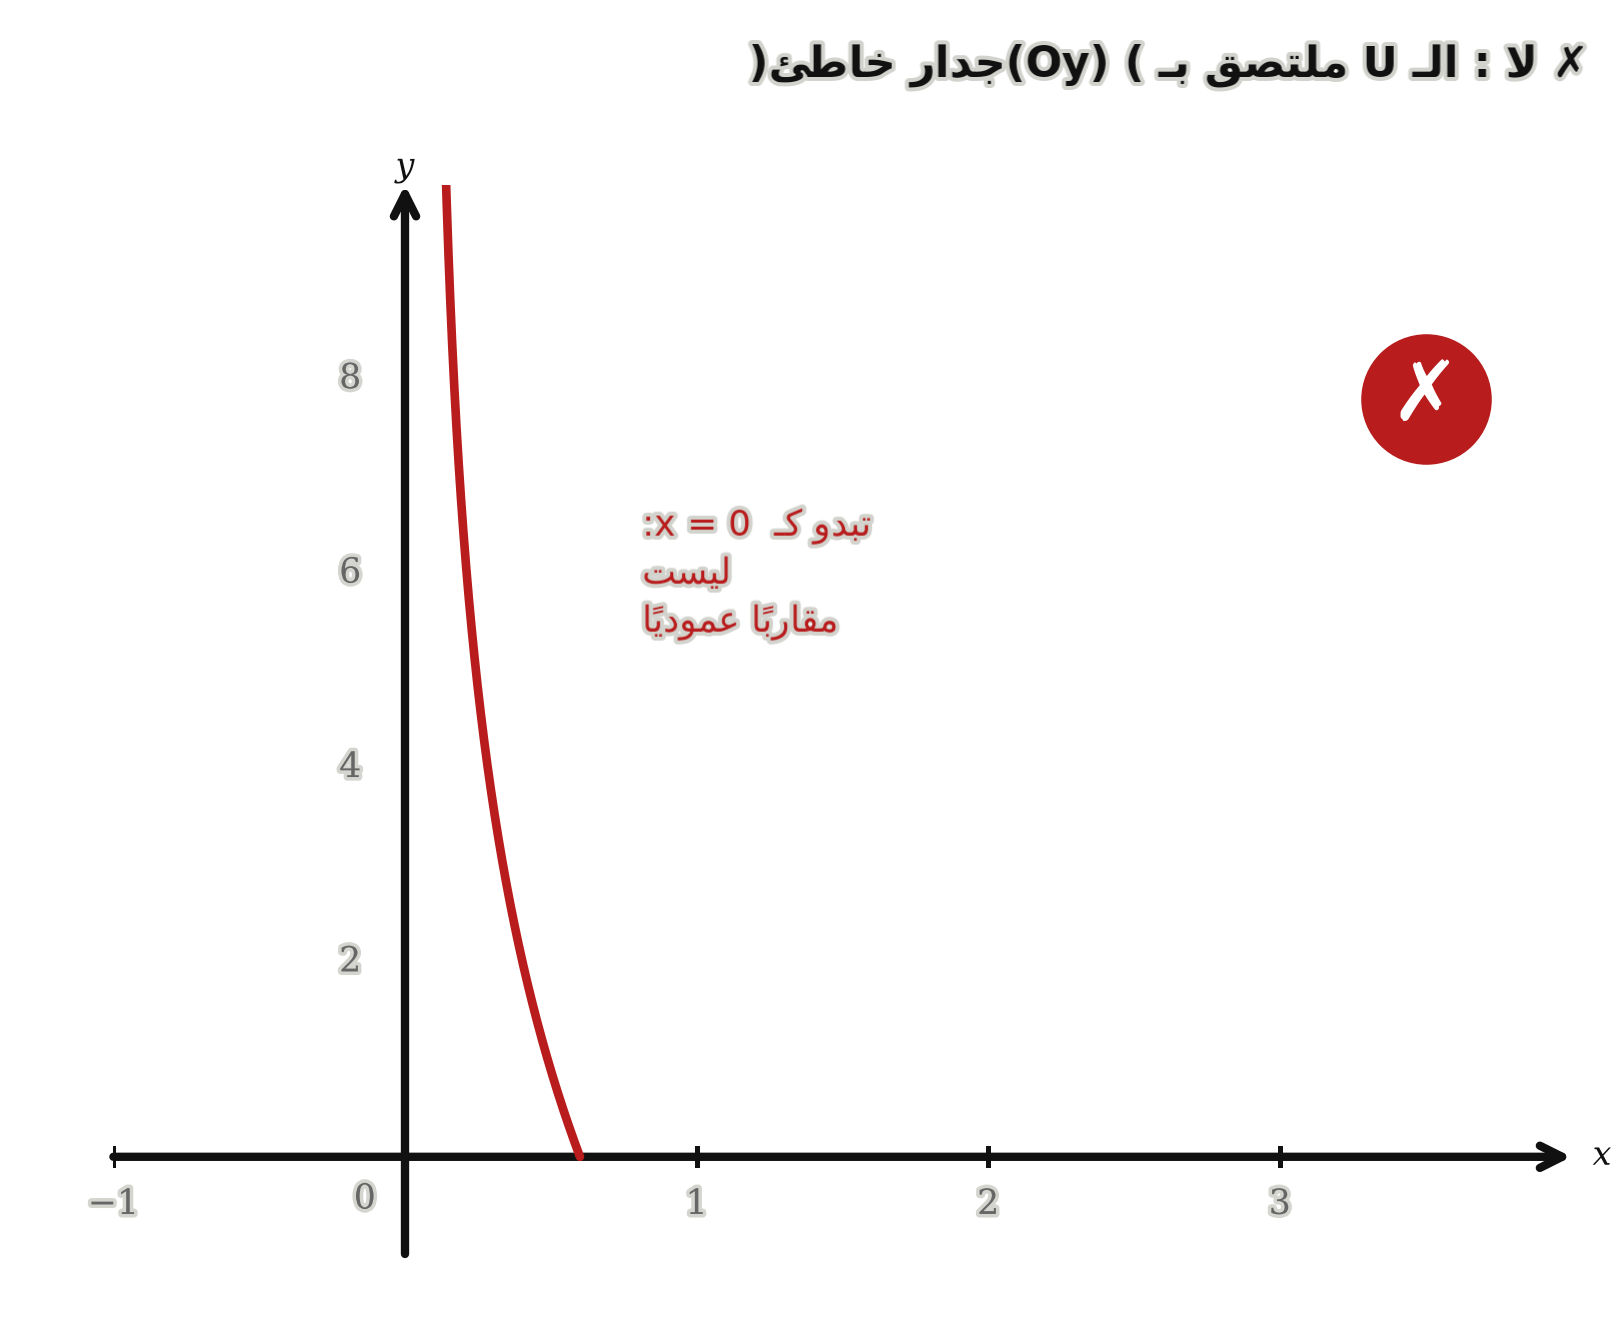 ✗ لا : الـ U ملتصق بـ ) (Oy)جدار خاطئ(
y
8
تبدو كـ x = 0:
6
ليست
مقاربًا عموديًا
4
2
x
−1 0 1 2 3